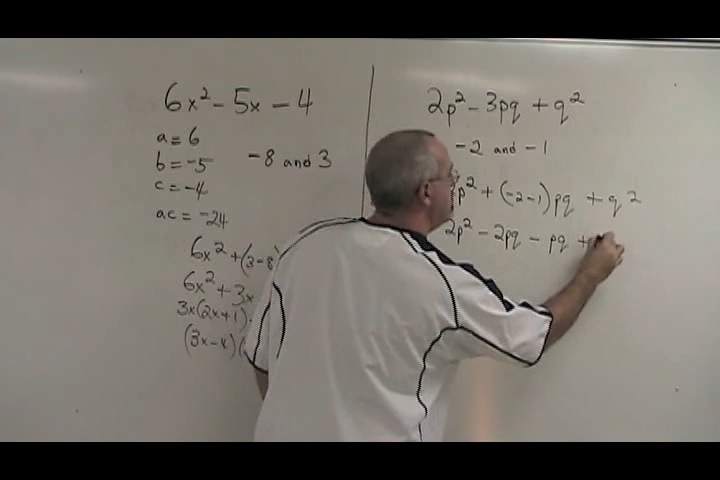 6x² - 5x - 4
a = 6
b = -5
c = -4
ac = -24
-8 and 3
6x² + (3-8)
6x² + 3x
3x(2x+1)
(3x-4)(
2p² - 3pq + q²
-2 and -1
p² + (-2-1)pq + q²
2p² - 2pq - pq +